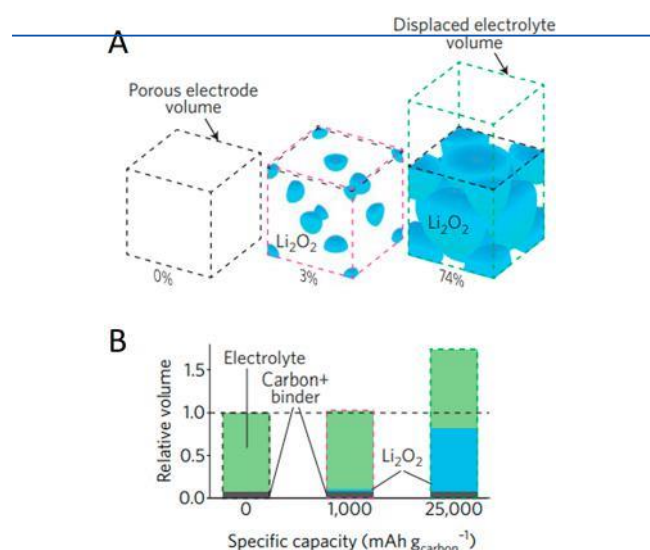 A
Displaced electrolyte
volume
Porous electrode
volume
Li₂O₂
Li₂O₂
0%
3%
74%
B
Relative volume
1.5
1.0
0.5
0.0
Electrolyte
Carbon+
binder
Li₂O₂
0
1,000
25,000
Specific capacity (mAh g_carbon⁻¹)